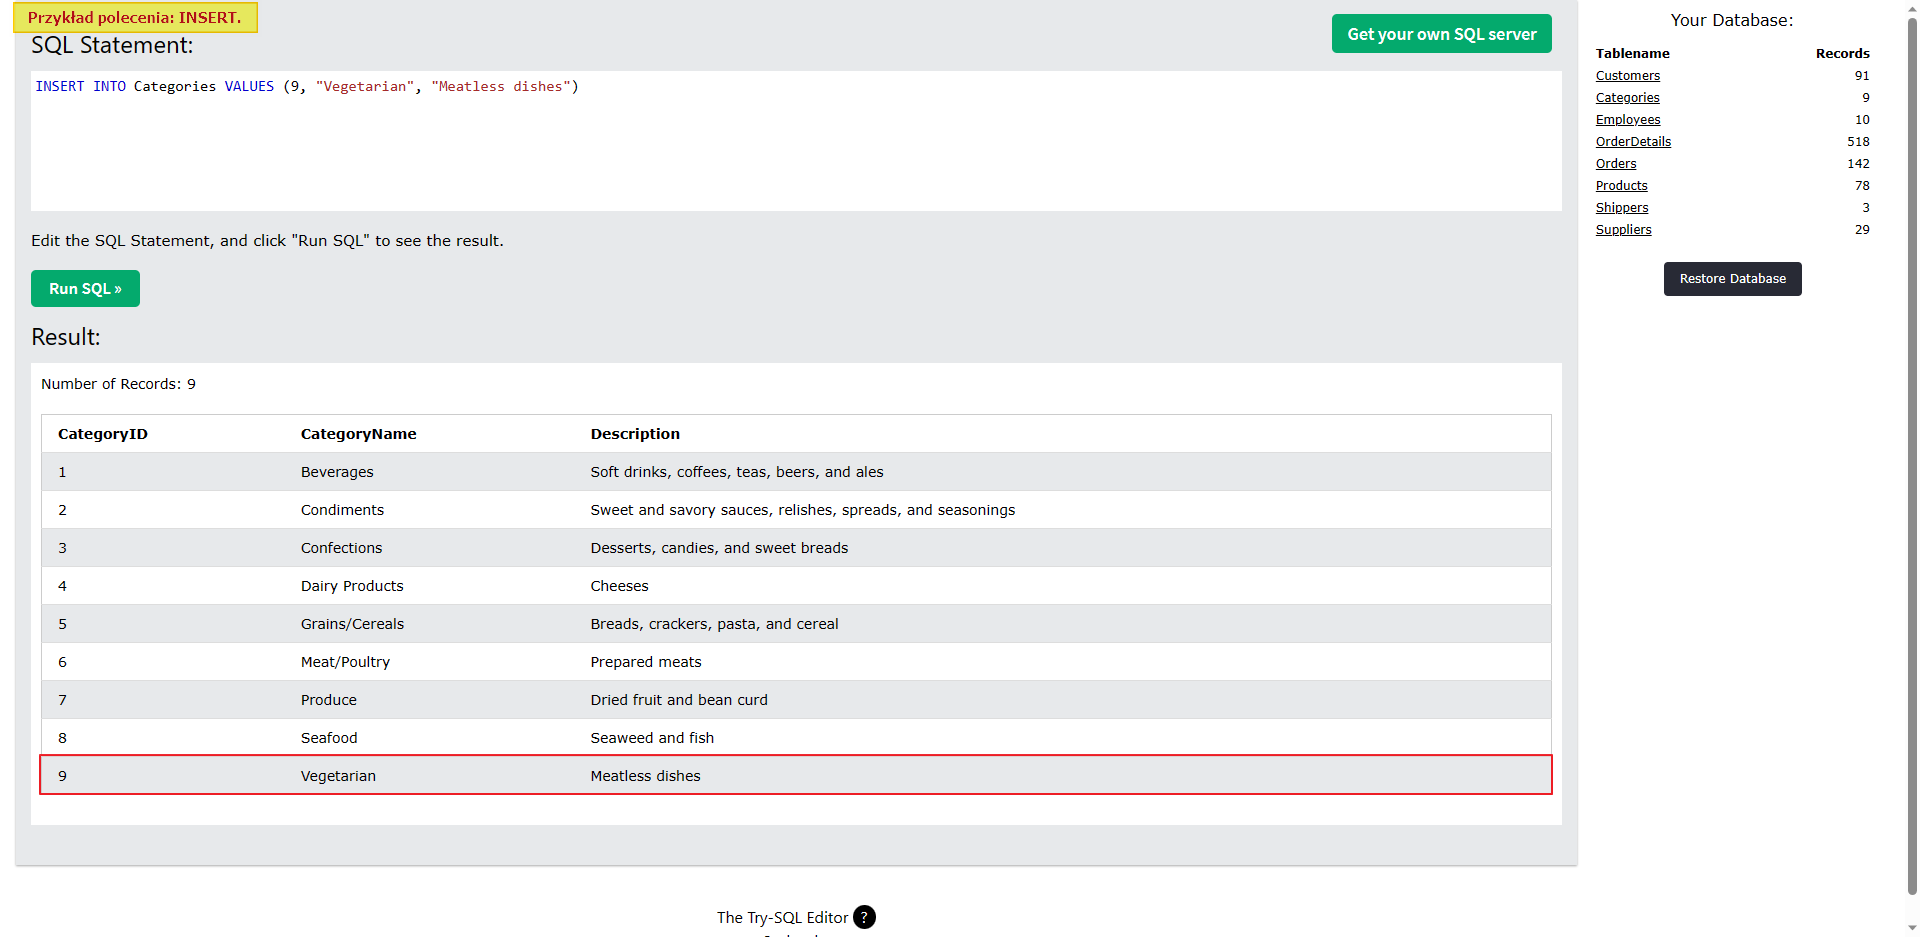 Przykład polecenia: INSERT.
SQL Statement:
Get your own SQL server
INSERT INTO Categories VALUES (9, "Vegetarian", "Meatless dishes")
Edit the SQL Statement, and click "Run SQL" to see the result.
Run SQL »
Result:
Number of Records: 9
CategoryID CategoryName Description
1 Beverages Soft drinks, coffees, teas, beers, and ales
2 Condiments Sweet and savory sauces, relishes, spreads, and seasonings
3 Confections Desserts, candies, and sweet breads
4 Dairy Products Cheeses
5 Grains/Cereals Breads, crackers, pasta, and cereal
6 Meat/Poultry Prepared meats
7 Produce Dried fruit and bean curd
8 Seafood Seaweed and fish
9 Vegetarian Meatless dishes
The Try-SQL Editor ?
Your Database:
Tablename Records
Customers 91
Categories 9
Employees 10
OrderDetails 518
Orders 142
Products 78
Shippers 3
Suppliers 29
Restore Database